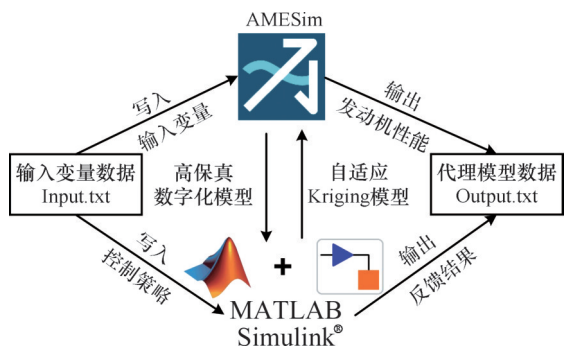 AMESim
写入
输入变量
输出
发动机性能
输入变量数据
Input.txt
高保真
数字化模型
自适应
Kriging模型
代理模型数据
Output.txt
写入
控制策略
输出
反馈结果
MATLAB
Simulink®